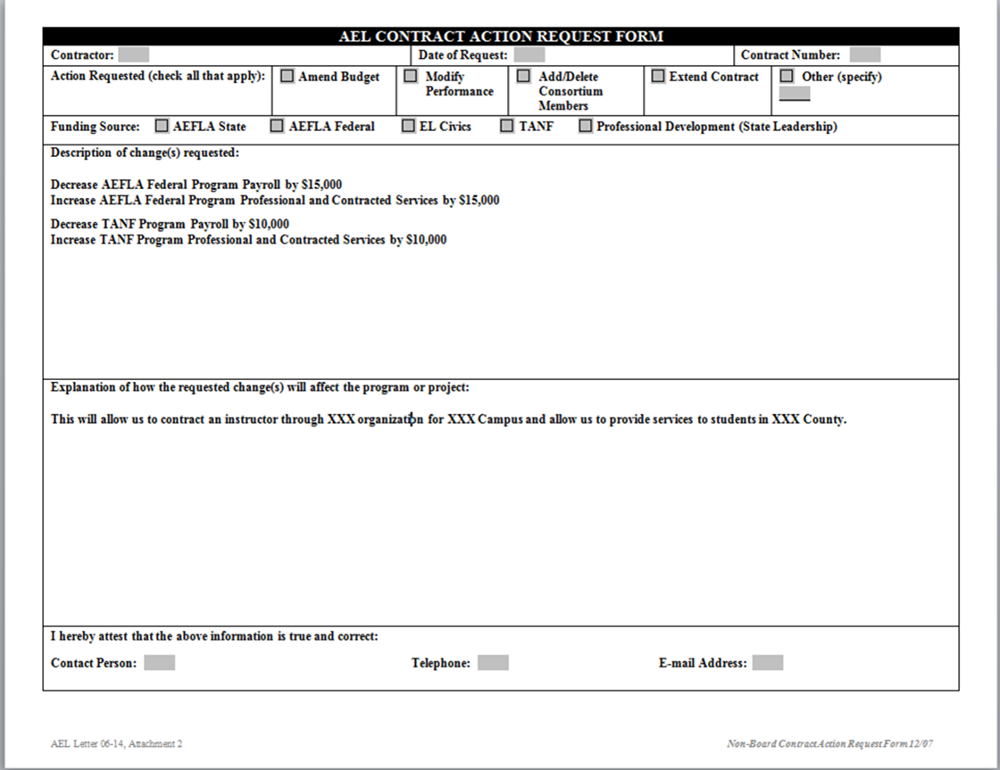 AEL CONTRACT ACTION REQUEST FORM
Contractor: Date of Request: Contract Number:
Action Requested (check all that apply): Amend Budget Modify Performance Add/Delete Consortium Members Extend Contract Other (specify)
Funding Source: AEFLA State AEFLA Federal EL Civics TANF Professional Development (State Leadership)
Description of change(s) requested:
Decrease AEFLA Federal Program Payroll by $15,000
Increase AEFLA Federal Program Professional and Contracted Services by $15,000
Decrease TANF Program Payroll by $10,000
Increase TANF Program Professional and Contracted Services by $10,000
Explanation of how the requested change(s) will affect the program or project:
This will allow us to contract an instructor through XXX organization for XXX Campus and allow us to provide services to students in XXX County.
I hereby attest that the above information is true and correct:
Contact Person: Telephone: E-mail Address:
AEL Letter 06-14, Attachment 2 Non-Board Contract Action Request Form 12/07